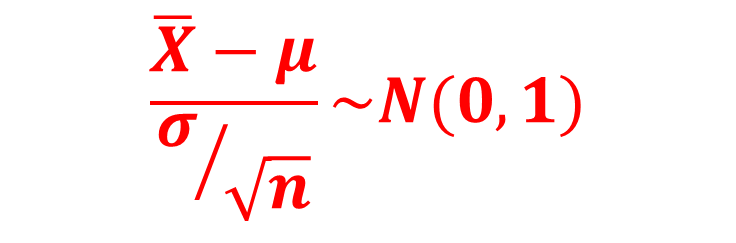 X̅ − μ
σ/√n ~N(0, 1)